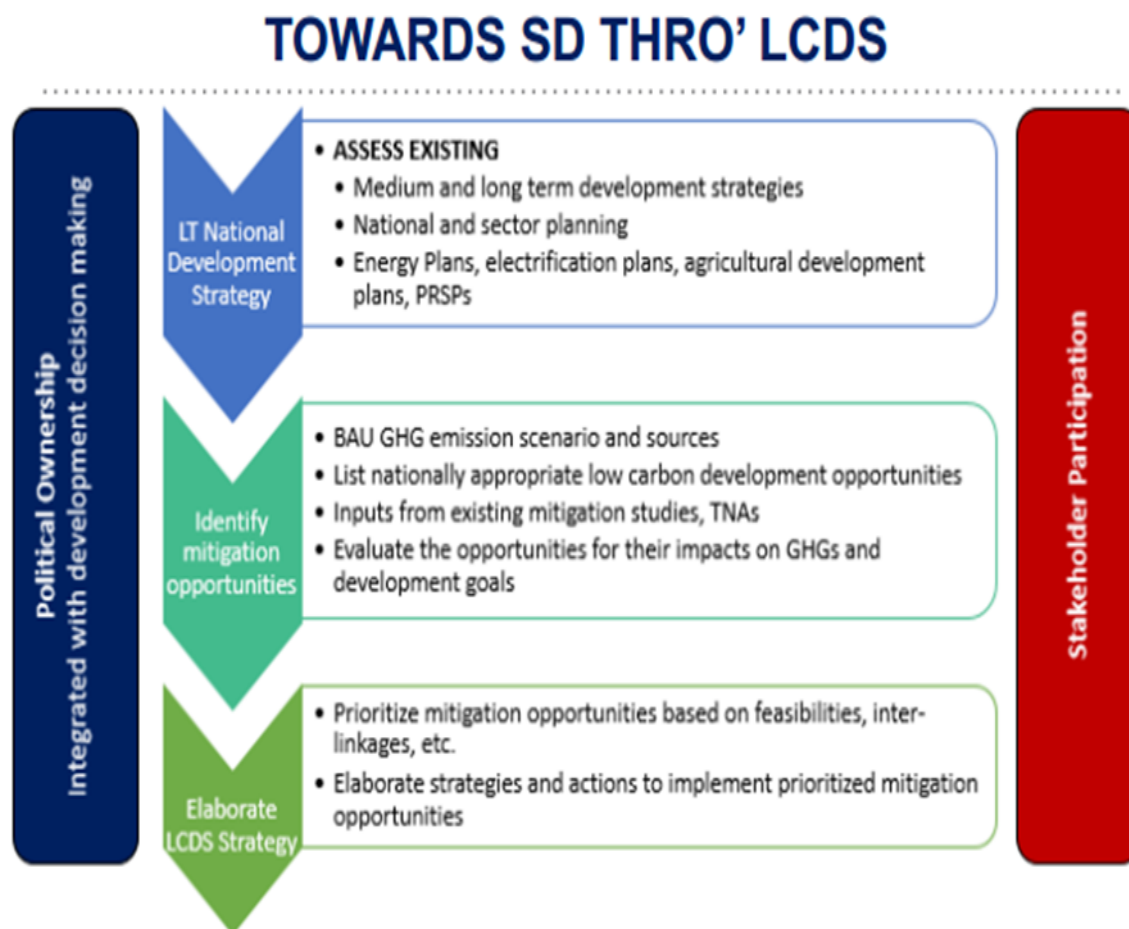 TOWARDS SD THRO' LCDS
Political Ownership
Integrated with development decision making
LT National
Development
Strategy
• ASSESS EXISTING
• Medium and long term development strategies
• National and sector planning
• Energy Plans, electrification plans, agricultural development
plans, PRSPs
Identify
mitigation
opportunities
• BAU GHG emission scenario and sources
• List nationally appropriate low carbon development opportunities
• Inputs from existing mitigation studies, TNAs
• Evaluate the opportunities for their impacts on GHGs and
development goals
Elaborate
LCDS Strategy
• Prioritize mitigation opportunities based on feasibilities, inter-
linkages, etc.
• Elaborate strategies and actions to implement prioritized mitigation
opportunities
Stakeholder Participation